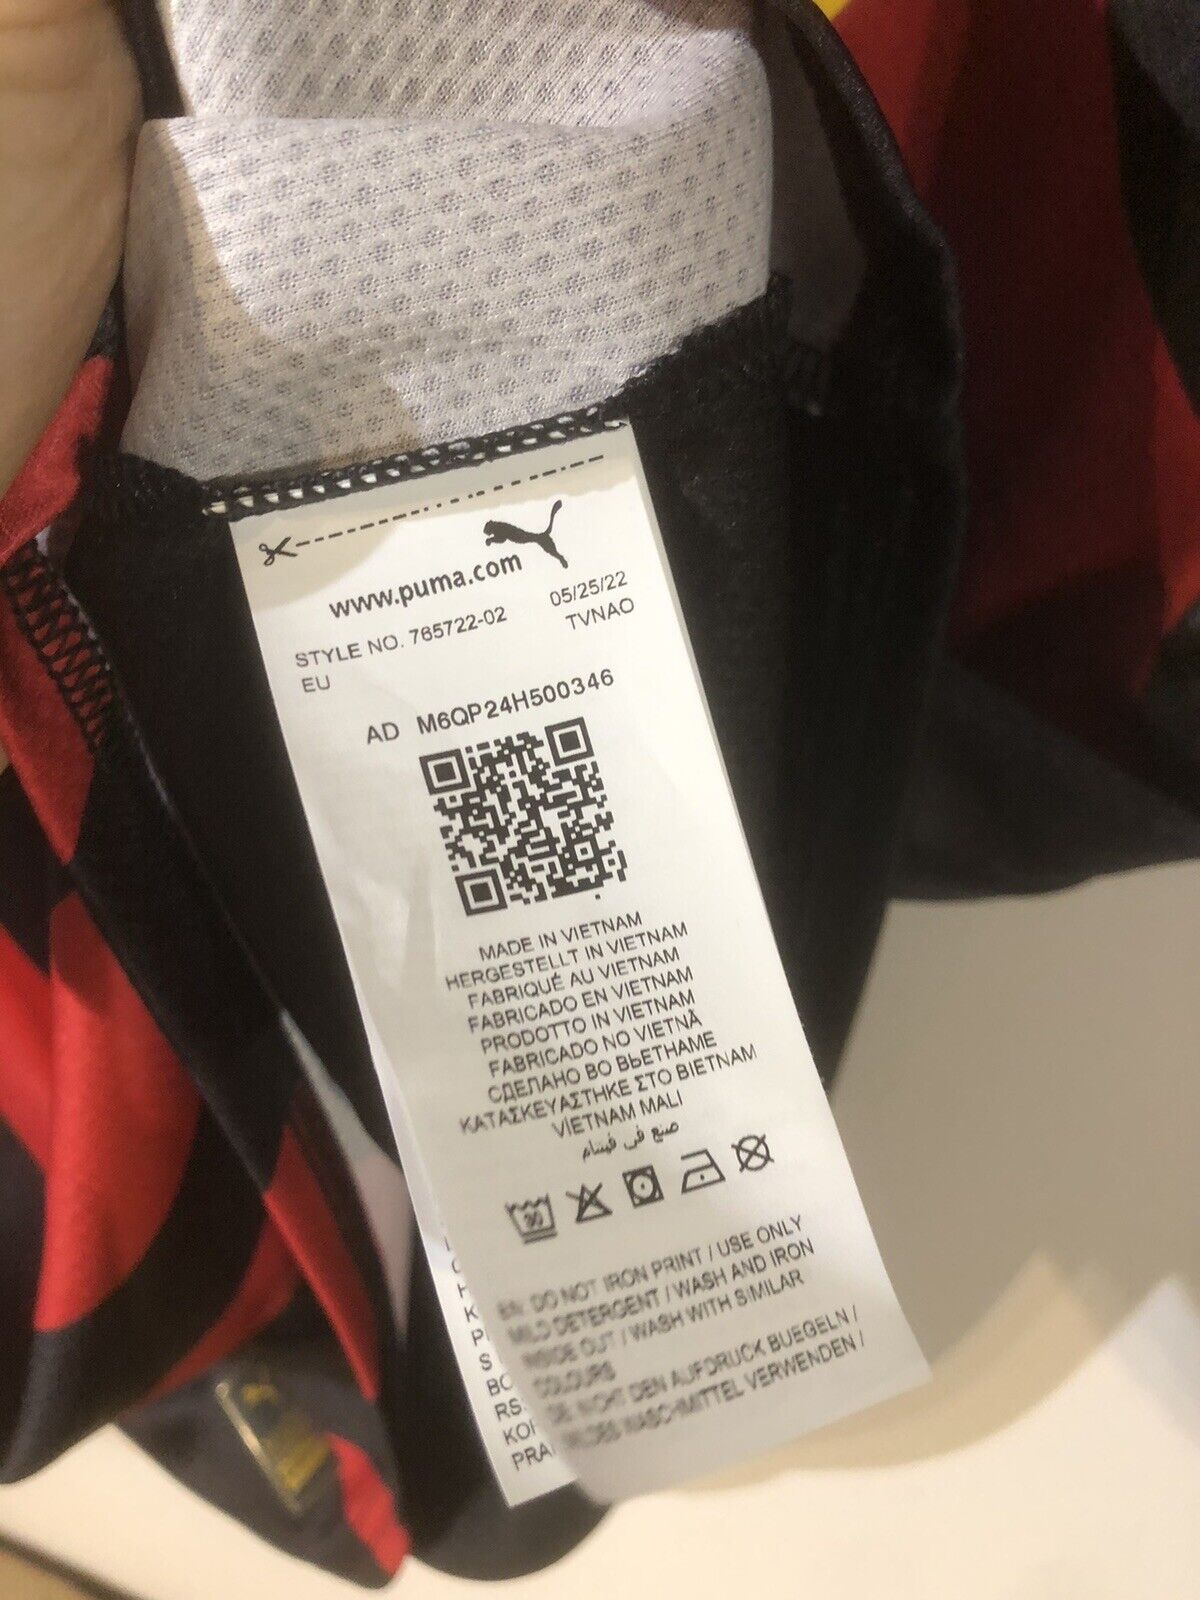 www.puma.com
STYLE NO. 765722-02 05/25/22
EU TVNAO
AD M6QP24H500346
MADE IN VIETNAM
HERGESTELLT IN VIETNAM
FABRIQUÉ AU VIETNAM
FABRICADO EN VIETNAM
PRODOTTO IN VIETNAM
FABRICADO NO VIETNÃ
СДЕЛАНО ВО ВЬЕТНАМЕ
ΚΑΤΑΣΚΕΥΑΣΤΗΚΕ ΣΤΟ ΒΙΕΤΝΑΜ
VIETNAM MALI
صنع في فيتنام
30
EN: DO NOT IRON PRINT / USE ONLY
MILD DETERGENT / WASH AND IRON
INSIDE OUT / WASH WITH SIMILAR
COLOURS
DE: NICHT DEN AUFDRUCK BUEGELN /
MILDES WASCHMITTEL VERWENDEN /